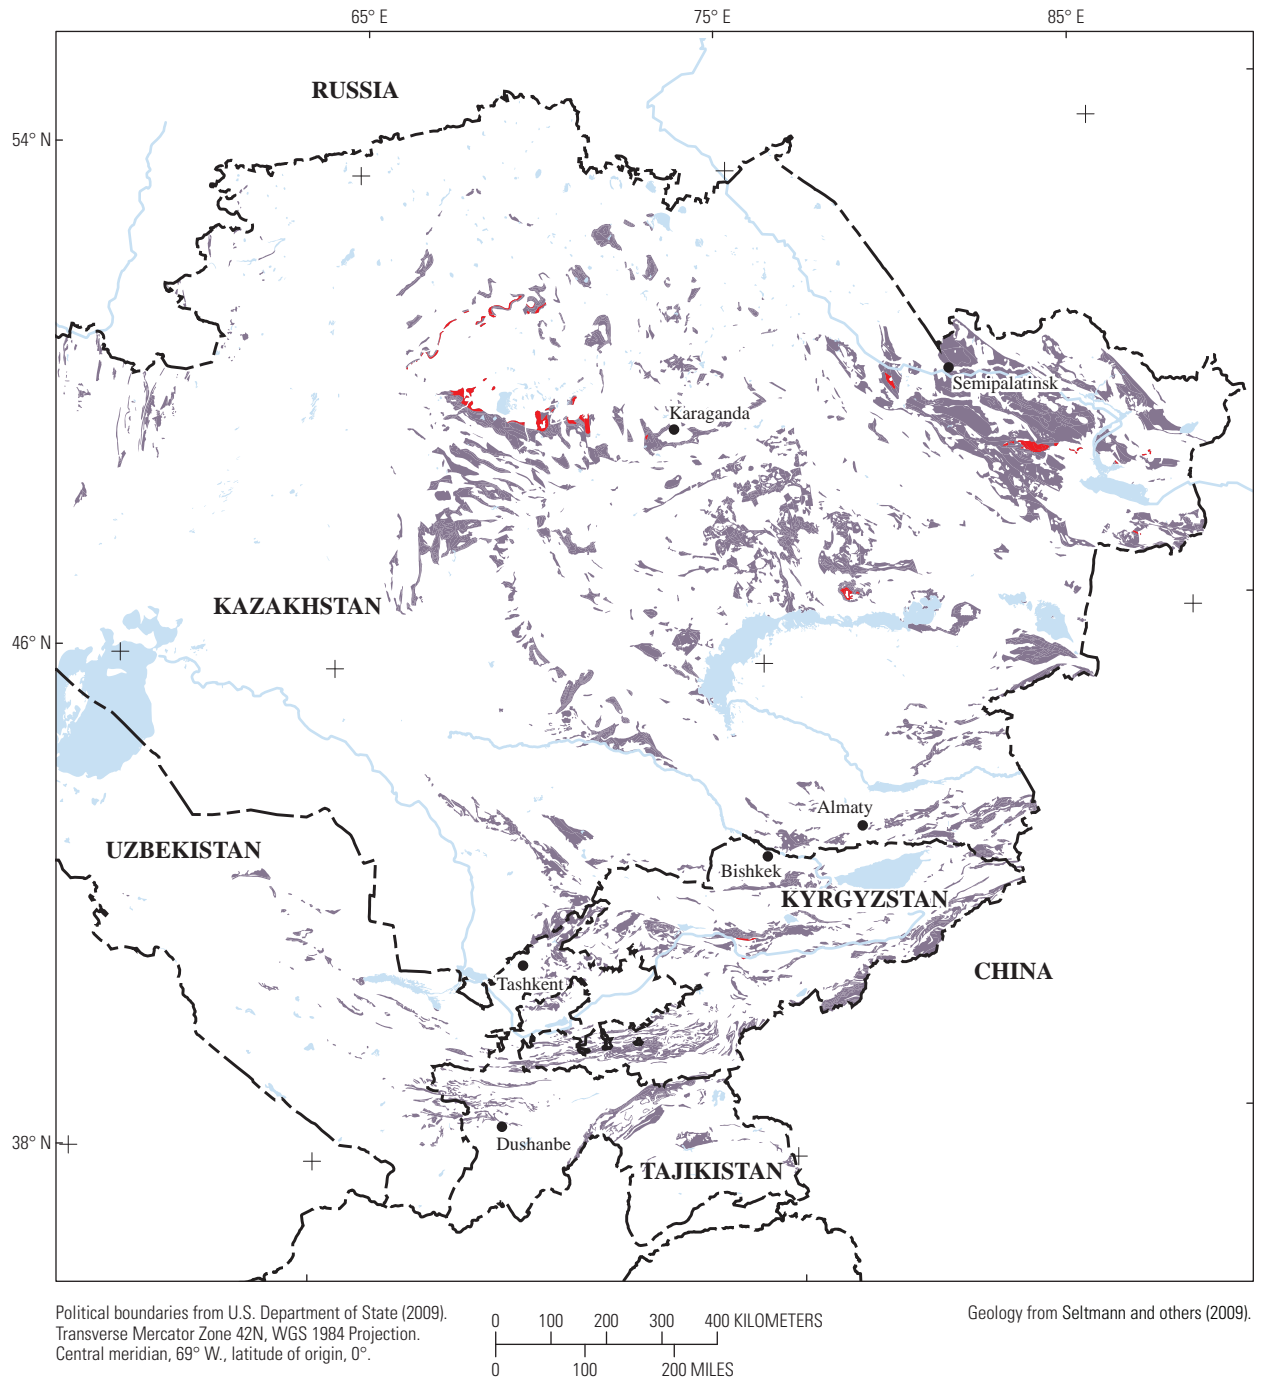 65° E 75° E 85° E
RUSSIA
54° N
Semipalatinsk
Karaganda
KAZAKHSTAN
46° N
Almaty
UZBEKISTAN
Bishkek
KYRGYZSTAN
CHINA
Tashkent
Dushanbe
38° N
TAJIKISTAN
Political boundaries from U.S. Department of State (2009).
Transverse Mercator Zone 42N, WGS 1984 Projection.
Central meridian, 69° W., latitude of origin, 0°.
0 100 200 300 400 KILOMETERS
0 100 200 MILES
Geology from Seltmann and others (2009).